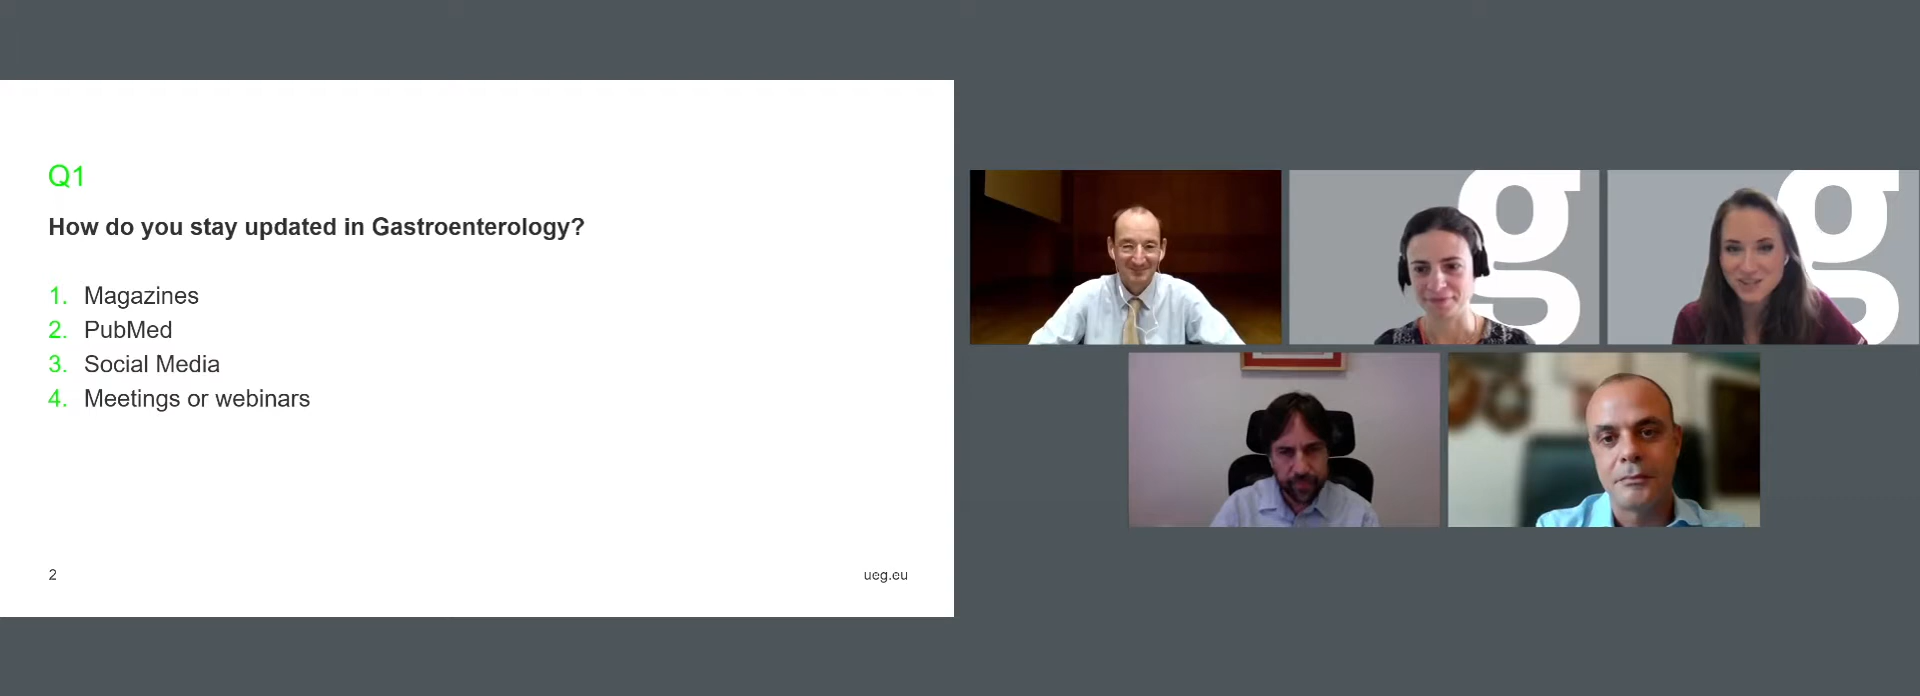 Q1
How do you stay updated in Gastroenterology?
1. Magazines
2. PubMed
3. Social Media
4. Meetings or webinars
2
ueg.eu
g
g